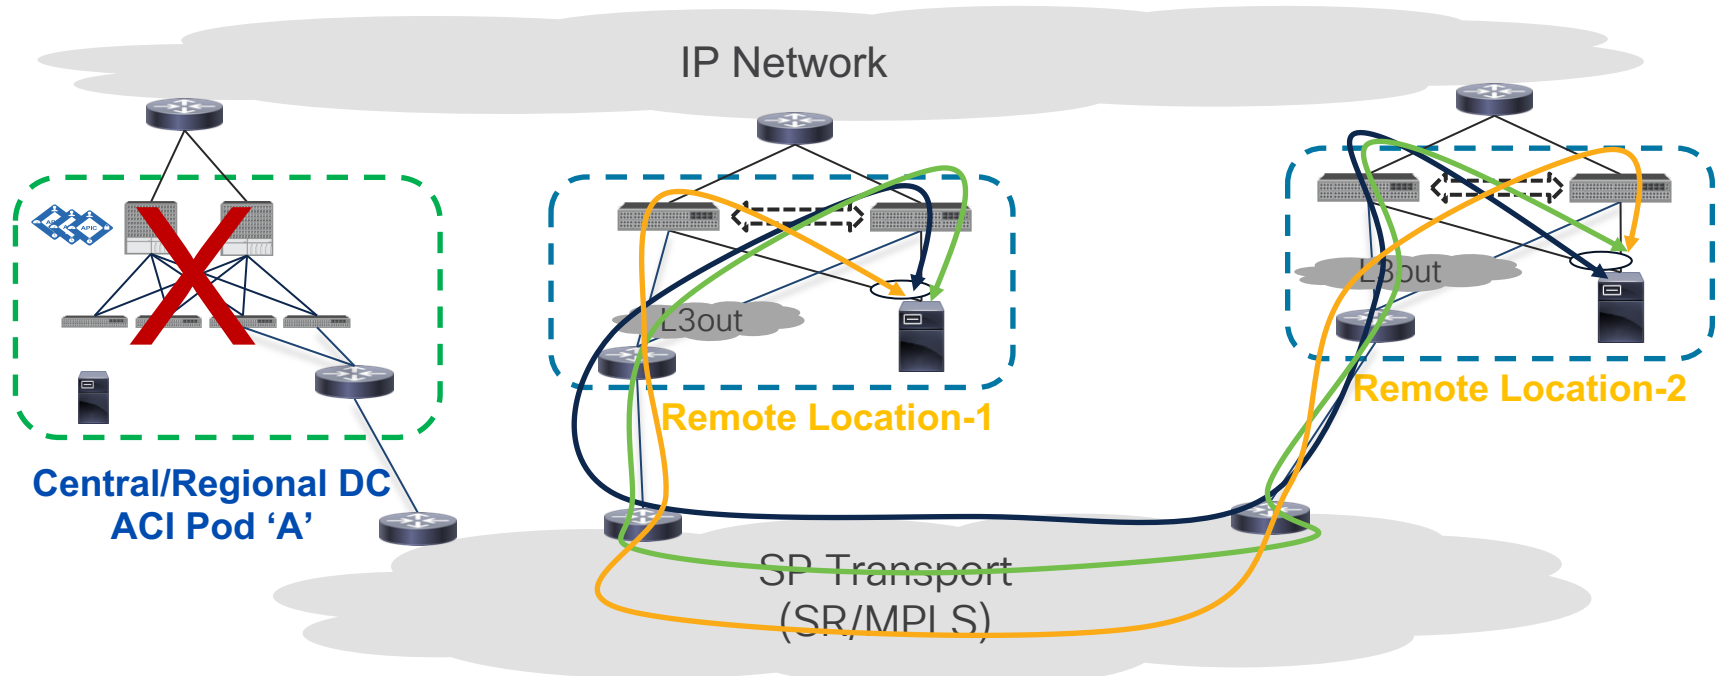 IP Network
APIC
L3out
L3out
Remote Location-1
Remote Location-2
Central/Regional DC
ACI Pod ‘A’
SP Transport
(SR/MPLS)